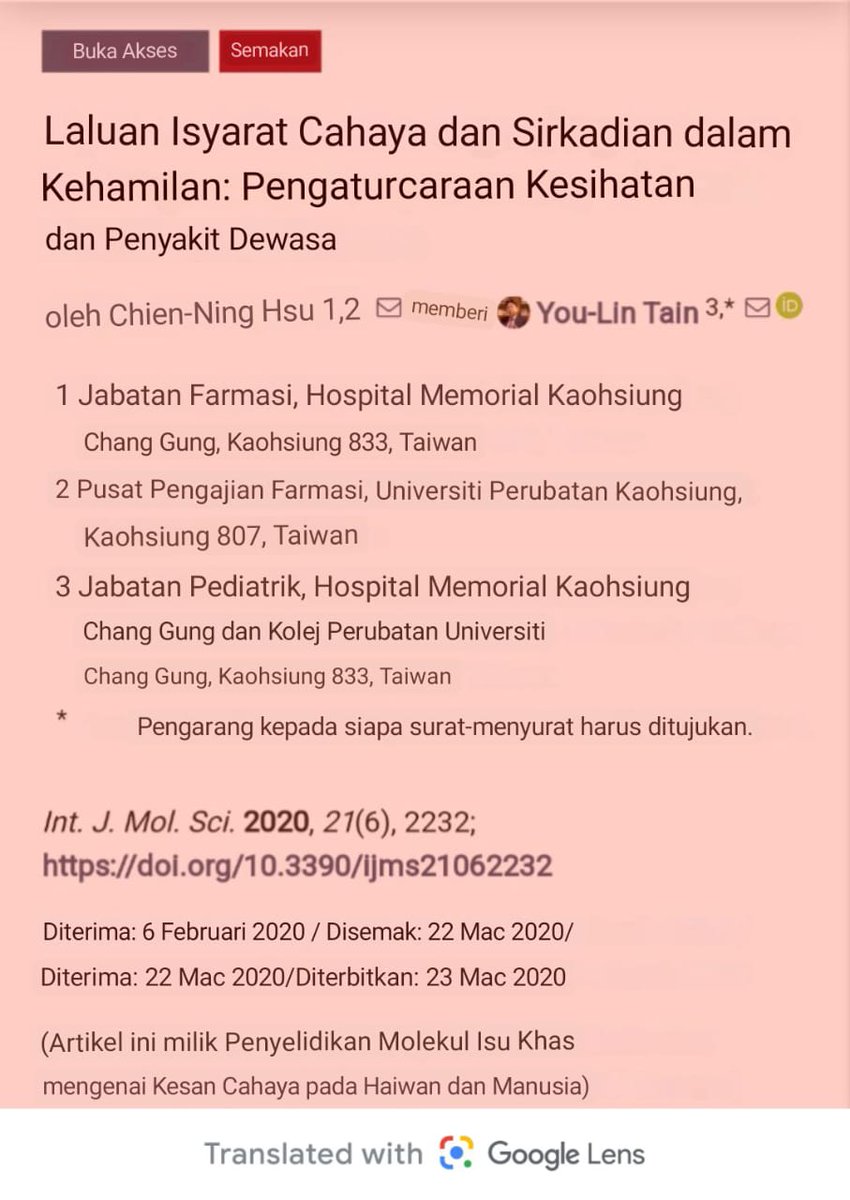 Buka Akses Semakan
Laluan Isyarat Cahaya dan Sirkadian dalam
Kehamilan: Pengaturcaraan Kesihatan
dan Penyakit Dewasa
oleh Chien-Ning Hsu 1,2 memberi You-Lin Tain 3,* iD
1 Jabatan Farmasi, Hospital Memorial Kaohsiung
Chang Gung, Kaohsiung 833, Taiwan
2 Pusat Pengajian Farmasi, Universiti Perubatan Kaohsiung,
Kaohsiung 807, Taiwan
3 Jabatan Pediatrik, Hospital Memorial Kaohsiung
Chang Gung dan Kolej Perubatan Universiti
Chang Gung, Kaohsiung 833, Taiwan
* Pengarang kepada siapa surat-menyurat harus ditujukan.
Int. J. Mol. Sci. 2020, 21(6), 2232;
https://doi.org/10.3390/ijms21062232
Diterima: 6 Februari 2020 / Disemak: 22 Mac 2020/
Diterima: 22 Mac 2020/Diterbitkan: 23 Mac 2020
(Artikel ini milik Penyelidikan Molekul Isu Khas
mengenai Kesan Cahaya pada Haiwan dan Manusia)
Translated with Google Lens